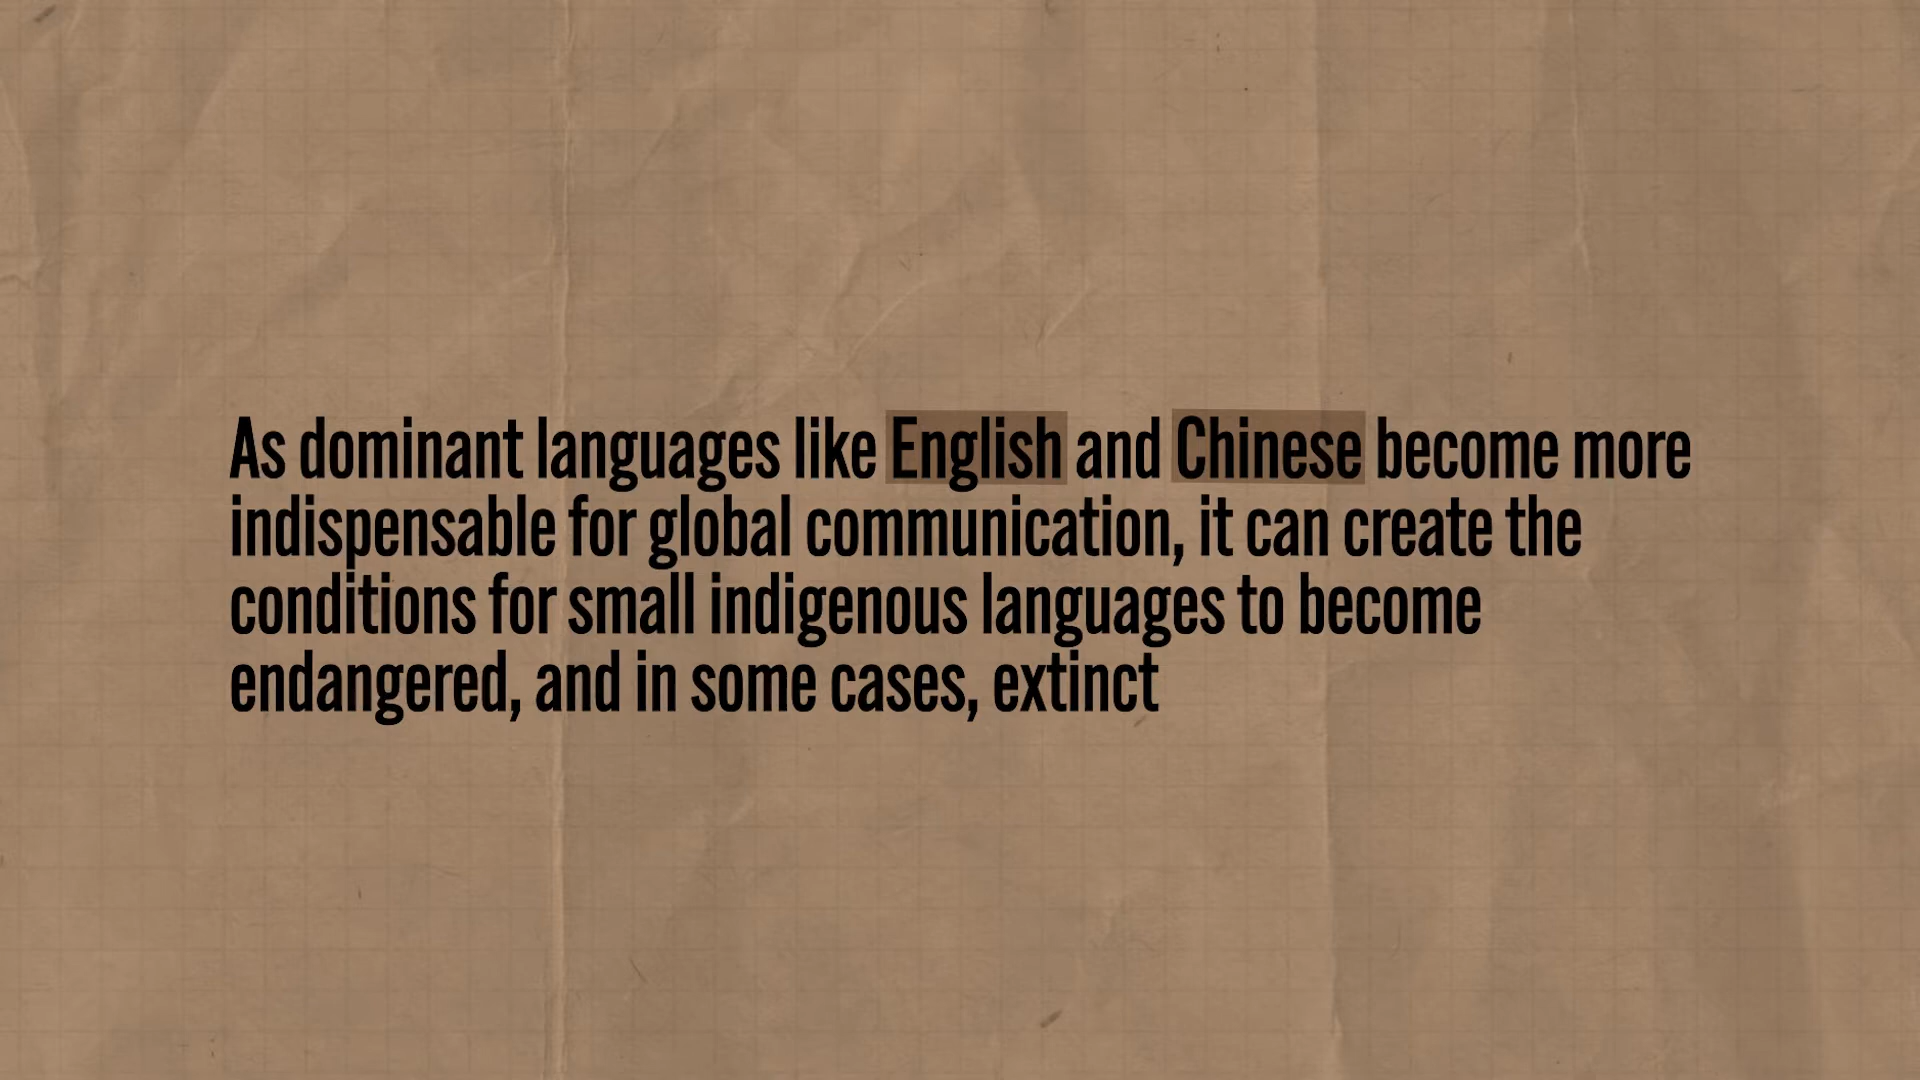 As dominant languages like English and Chinese become more
indispensable for global communication, it can create the
conditions for small indigenous languages to become
endangered, and in some cases, extinct